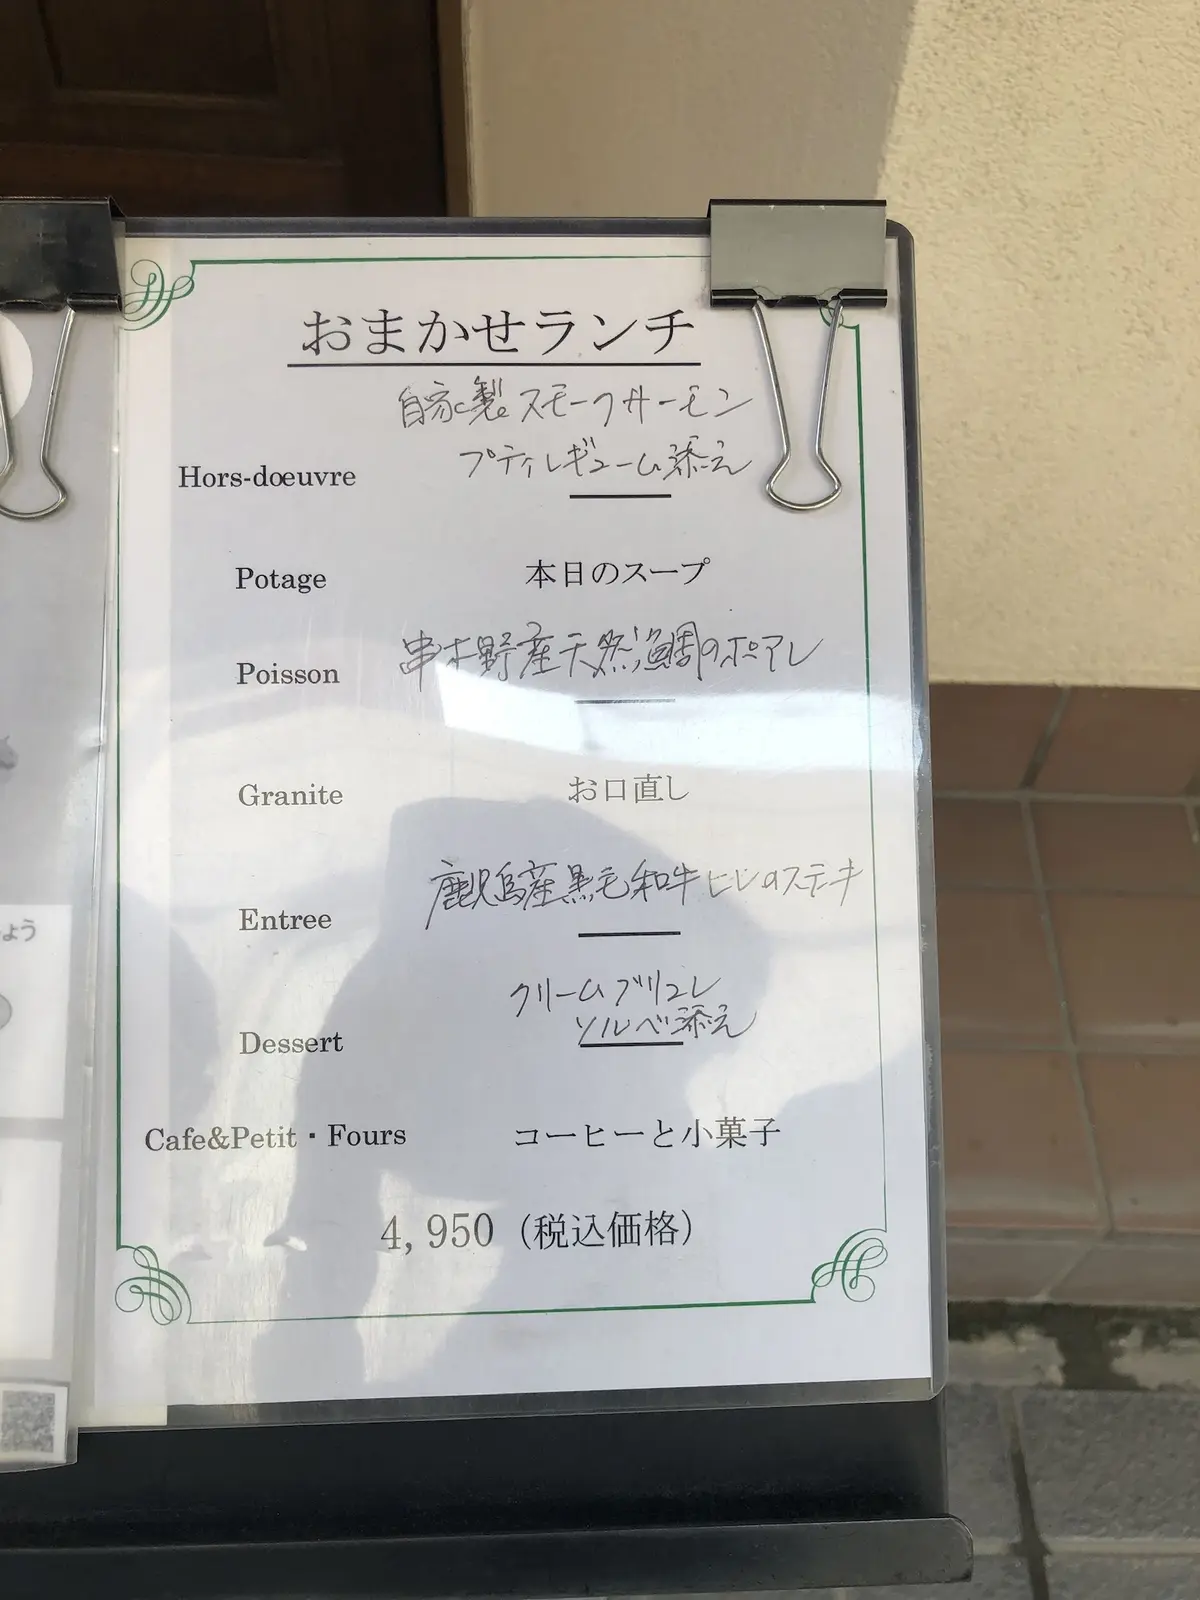 おまかせランチ
自家製スモークサーモン
プティレギューム添え
Hors-dœuvre
Potage 本日のスープ
串木野産天然魚鯛のポアレ
Poisson
Granite お口直し
鹿児島産黒毛和牛ヒレのステーキ
Entree
クリームブリュレ
ソルベ添え
Dessert
Cafe&Petit・Fours コーヒーと小菓子
4,950（税込価格）
よう